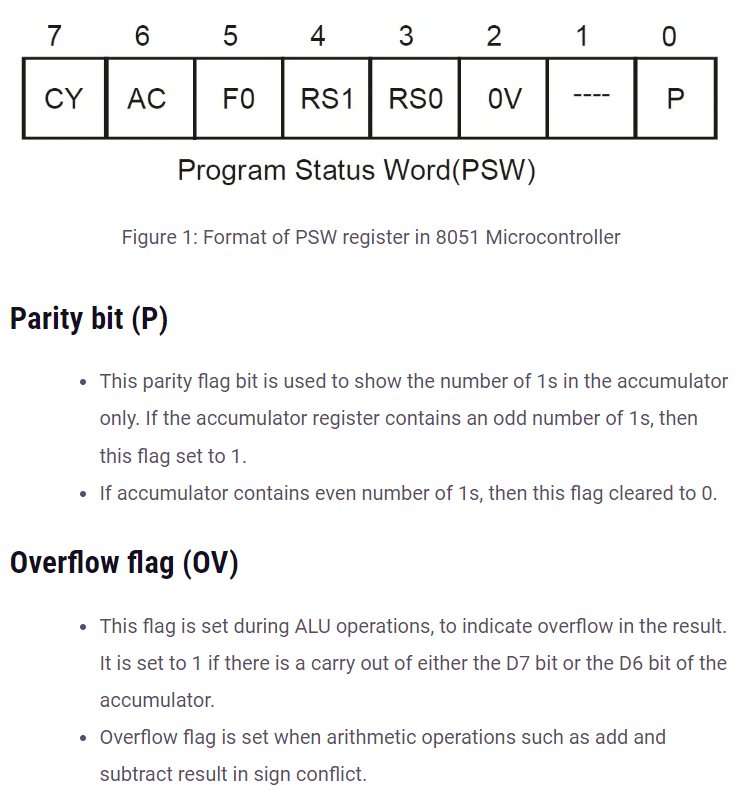 7 6 5 4 3 2 1 0
CY AC F0 RS1 RS0 0V ---- P
Program Status Word(PSW)
Figure 1: Format of PSW register in 8051 Microcontroller
Parity bit (P)
• This parity flag bit is used to show the number of 1s in the accumulator
only. If the accumulator register contains an odd number of 1s, then
this flag set to 1.
• If accumulator contains even number of 1s, then this flag cleared to 0.
Overflow flag (OV)
• This flag is set during ALU operations, to indicate overflow in the result.
It is set to 1 if there is a carry out of either the D7 bit or the D6 bit of the
accumulator.
• Overflow flag is set when arithmetic operations such as add and
subtract result in sign conflict.